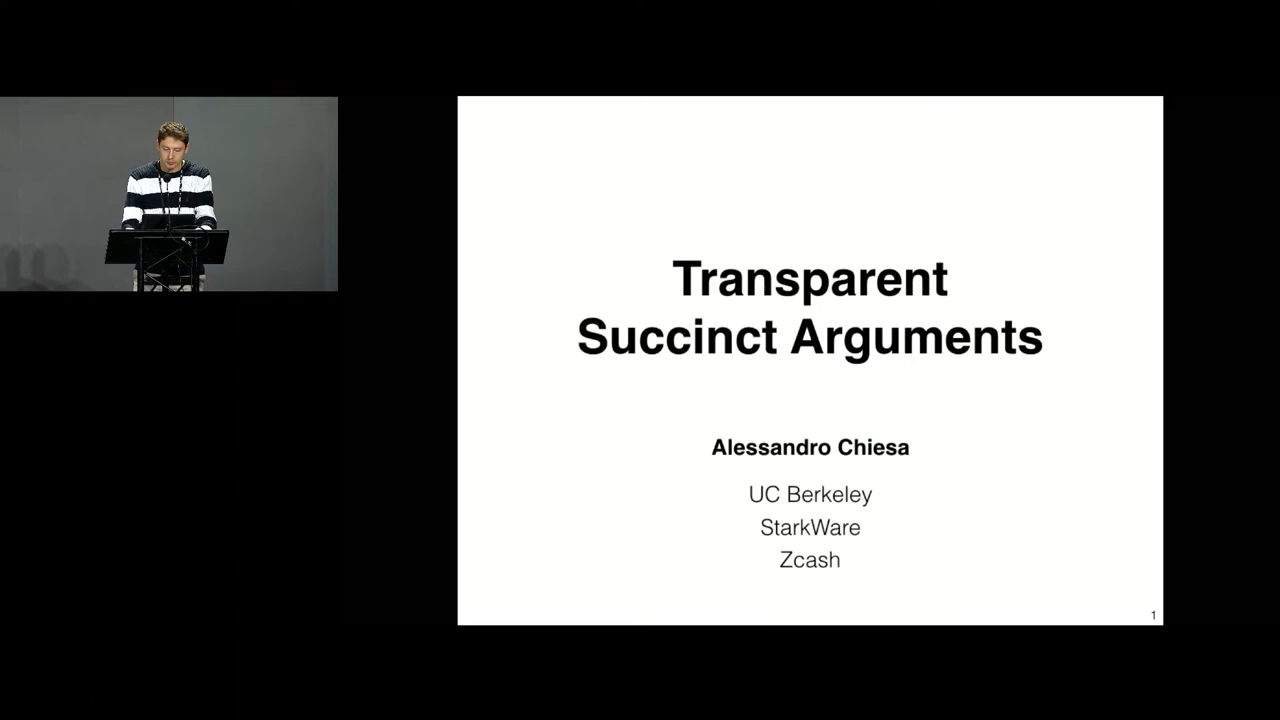 Transparent
Succinct Arguments
Alessandro Chiesa
UC Berkeley
StarkWare
Zcash
1